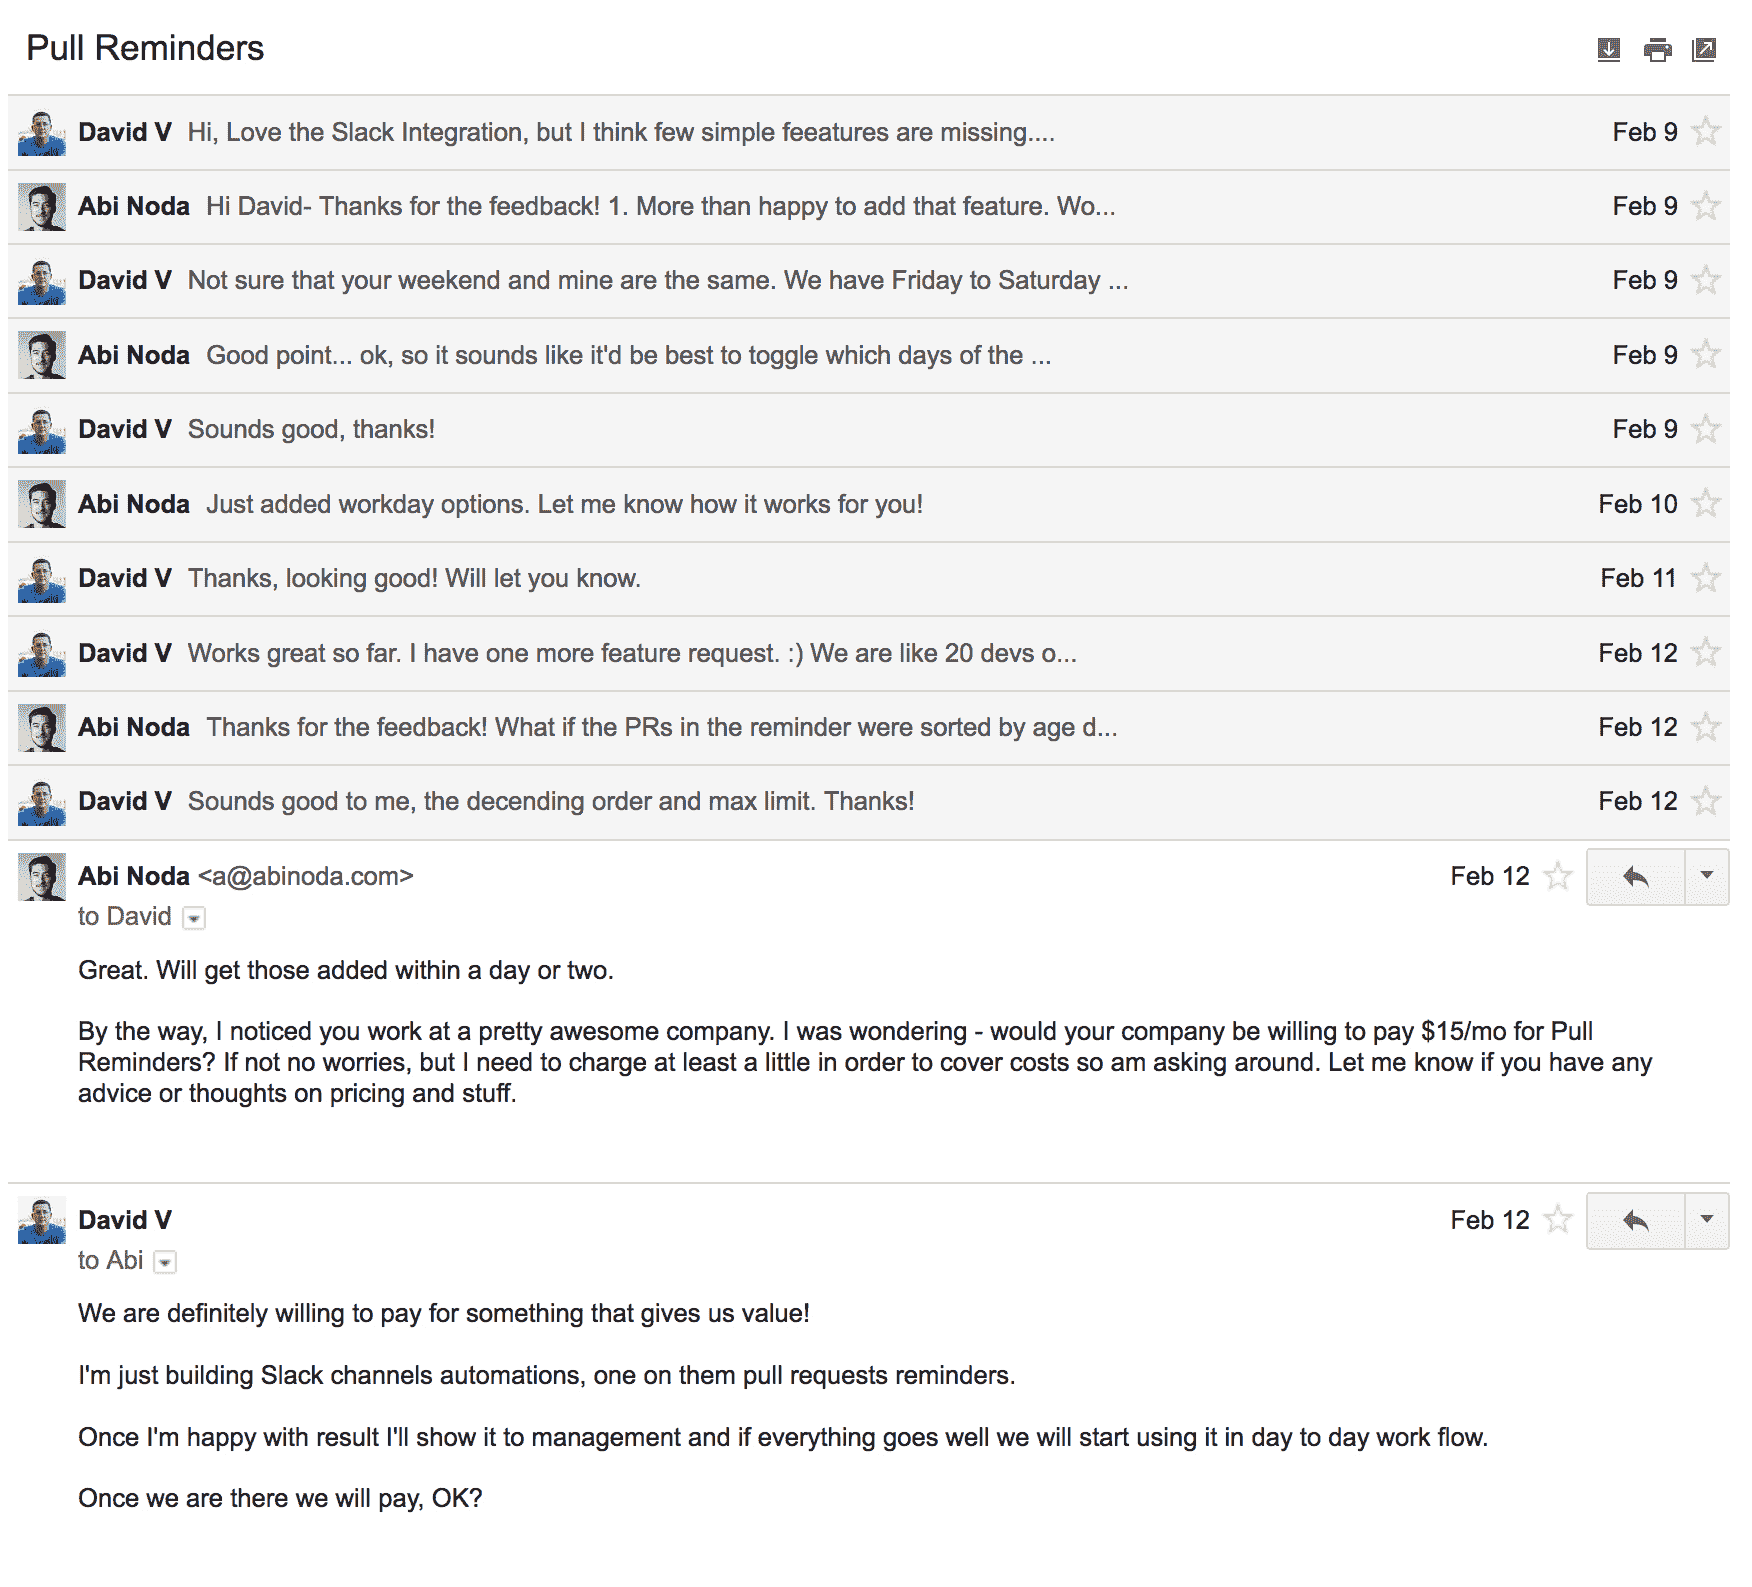 Pull Reminders
David V Hi, Love the Slack Integration, but I think few simple feeatures are missing.... Feb 9
Abi Noda Hi David- Thanks for the feedback! 1. More than happy to add that feature. Wo... Feb 9
David V Not sure that your weekend and mine are the same. We have Friday to Saturday ... Feb 9
Abi Noda Good point... ok, so it sounds like it'd be best to toggle which days of the ... Feb 9
David V Sounds good, thanks! Feb 9
Abi Noda Just added workday options. Let me know how it works for you! Feb 10
David V Thanks, looking good! Will let you know. Feb 11
David V Works great so far. I have one more feature request. :) We are like 20 devs o... Feb 12
Abi Noda Thanks for the feedback! What if the PRs in the reminder were sorted by age d... Feb 12
David V Sounds good to me, the decending order and max limit. Thanks! Feb 12
Abi Noda <a@abinoda.com> Feb 12
to David
Great. Will get those added within a day or two.
By the way, I noticed you work at a pretty awesome company. I was wondering - would your company be willing to pay $15/mo for Pull
Reminders? If not no worries, but I need to charge at least a little in order to cover costs so am asking around. Let me know if you have any
advice or thoughts on pricing and stuff.
David V Feb 12
to Abi
We are definitely willing to pay for something that gives us value!
I'm just building Slack channels automations, one on them pull requests reminders.
Once I'm happy with result I'll show it to management and if everything goes well we will start using it in day to day work flow.
Once we are there we will pay, OK?